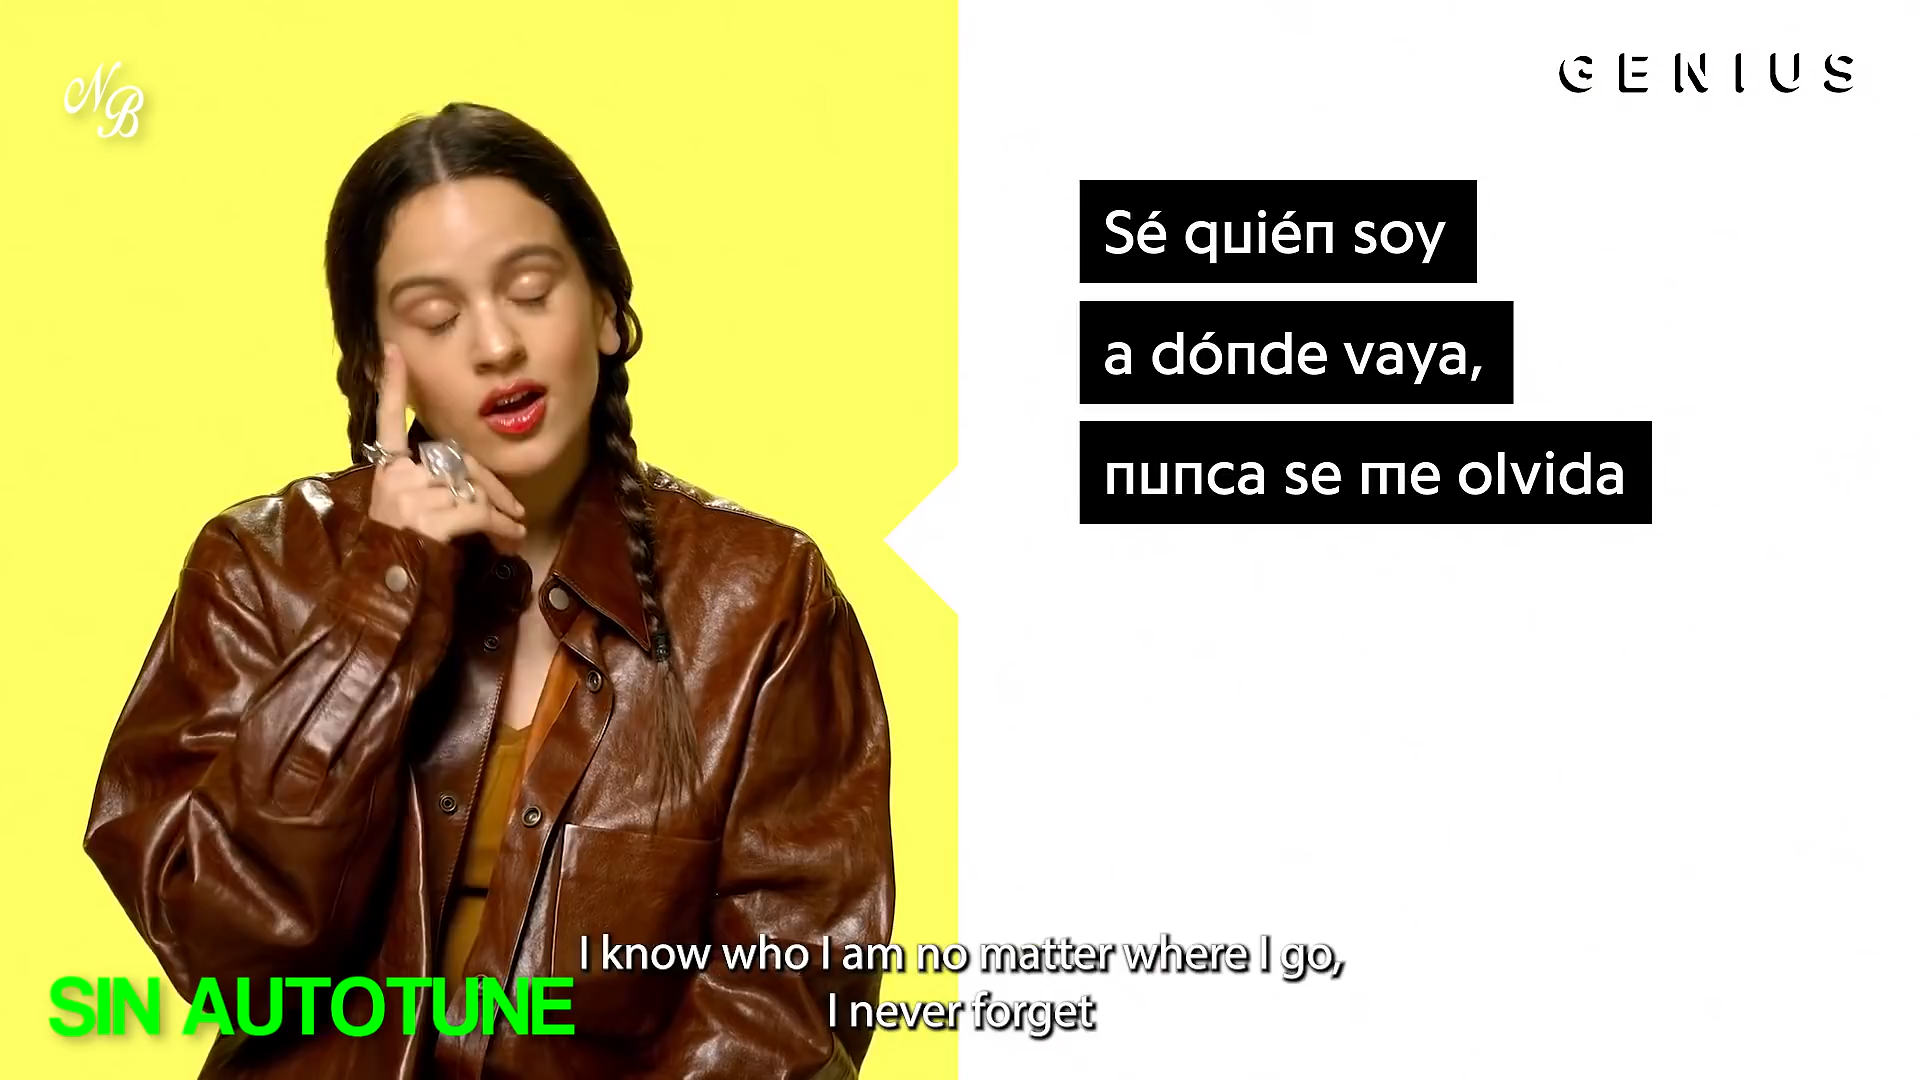 NB
GENIUS
Sé quién soy
a dónde vaya,
nunca se me olvida
I know who I am no matter where I go,
I never forget
SIN AUTOTUNE